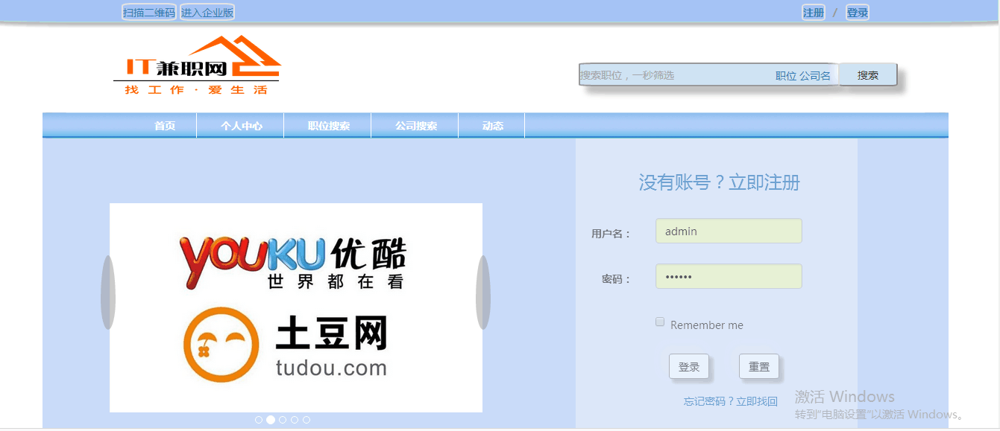 扫描二维码 进入企业版 注册 / 登录
IT兼职网
找工作·爱生活
搜索职位，一秒筛选 职位 公司名 搜索
首页 个人中心 职位搜索 公司搜索 动态
没有账号？立即注册
YOUKU优酷
世界都在看
土豆网
tudou.com
用户名： admin
密码： ••••••
Remember me
登录 重置
忘记密码？立即找回
激活 Windows
转到“电脑设置”以激活 Windows。